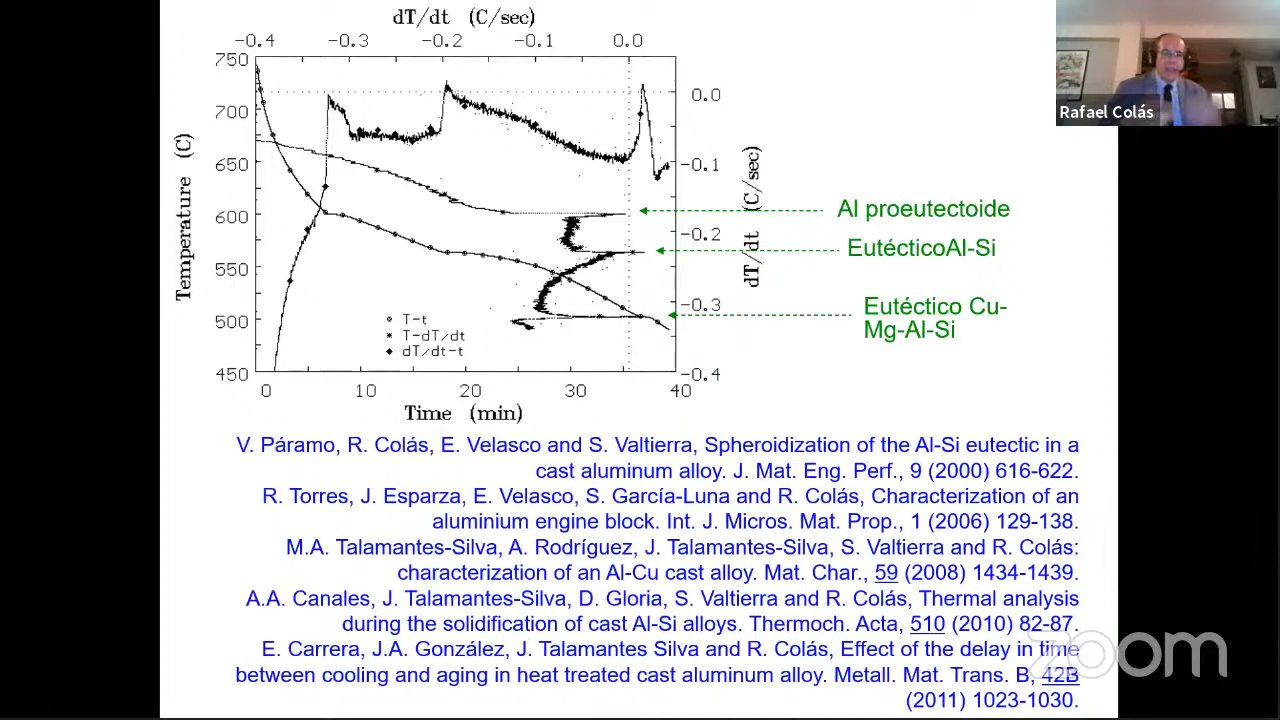 dT/dt (C/sec)
-0.4 -0.3 -0.2 -0.1 0.0
750
700
650
600
550
500
450
Temperature (C)
0.0
-0.1
-0.2
-0.3
-0.4
dT/dt (C/sec)
T-t
T-dT/dt
dT/dt-t
0 10 20 30 40
Time (min)
Al proeutectoide
EutécticoAl-Si
Eutéctico Cu-
Mg-Al-Si
Rafael Colás
V. Páramo, R. Colás, E. Velasco and S. Valtierra, Spheroidization of the Al-Si eutectic in a
cast aluminum alloy. J. Mat. Eng. Perf., 9 (2000) 616-622.
R. Torres, J. Esparza, E. Velasco, S. García-Luna and R. Colás, Characterization of an
aluminium engine block. Int. J. Micros. Mat. Prop., 1 (2006) 129-138.
M.A. Talamantes-Silva, A. Rodríguez, J. Talamantes-Silva, S. Valtierra and R. Colás:
characterization of an Al-Cu cast alloy. Mat. Char., 59 (2008) 1434-1439.
A.A. Canales, J. Talamantes-Silva, D. Gloria, S. Valtierra and R. Colás, Thermal analysis
during the solidification of cast Al-Si alloys. Thermoch. Acta, 510 (2010) 82-87.
E. Carrera, J.A. González, J. Talamantes Silva and R. Colás, Effect of the delay in time
between cooling and aging in heat treated cast aluminum alloy. Metall. Mat. Trans. B, 42B
(2011) 1023-1030.
zoom